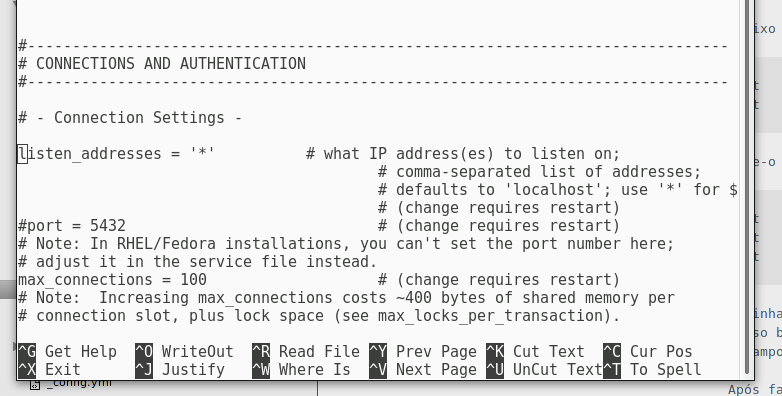 #------------------------------------------------------------------------------
# CONNECTIONS AND AUTHENTICATION
#------------------------------------------------------------------------------
# - Connection Settings -
listen_addresses = '*'          # what IP address(es) to listen on;
# comma-separated list of addresses;
# defaults to 'localhost'; use '*' for $
# (change requires restart)
#port = 5432                            # (change requires restart)
# Note: In RHEL/Fedora installations, you can't set the port number here;
# adjust it in the service file instead.
max_connections = 100                   # (change requires restart)
# Note:  Increasing max_connections costs ~400 bytes of shared memory per
# connection slot, plus lock space (see max_locks_per_transaction).
^G Get Help  ^O WriteOut  ^R Read File ^Y Prev Page ^K Cut Text  ^C Cur Pos
^X Exit      ^J Justify   ^W Where Is  ^V Next Page ^U UnCut Text^T To Spell
_config.yml
ixo
t
t
e-o
t
t
t
inha
so b
ampo
Após fa